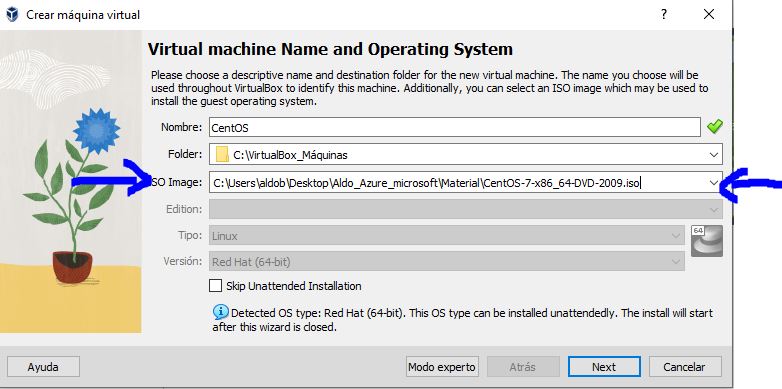 Crear máquina virtual
Virtual machine Name and Operating System
Please choose a descriptive name and destination folder for the new virtual machine. The name you choose will be
used throughout VirtualBox to identify this machine. Additionally, you can select an ISO image which may be used to
install the guest operating system.
Nombre: CentOS
Folder: C:\VirtualBox_Máquinas
ISO Image: C:\Users\aldob\Desktop\Aldo_Azure_microsoft\Material\CentOS-7-x86_64-DVD-2009.iso
Edition:
Tipo: Linux 64
Versión: Red Hat (64-bit)
Skip Unattended Installation
Detected OS type: Red Hat (64-bit). This OS type can be installed unattendedly. The install will start
after this wizard is closed.
Ayuda Modo experto Atrás Next Cancelar